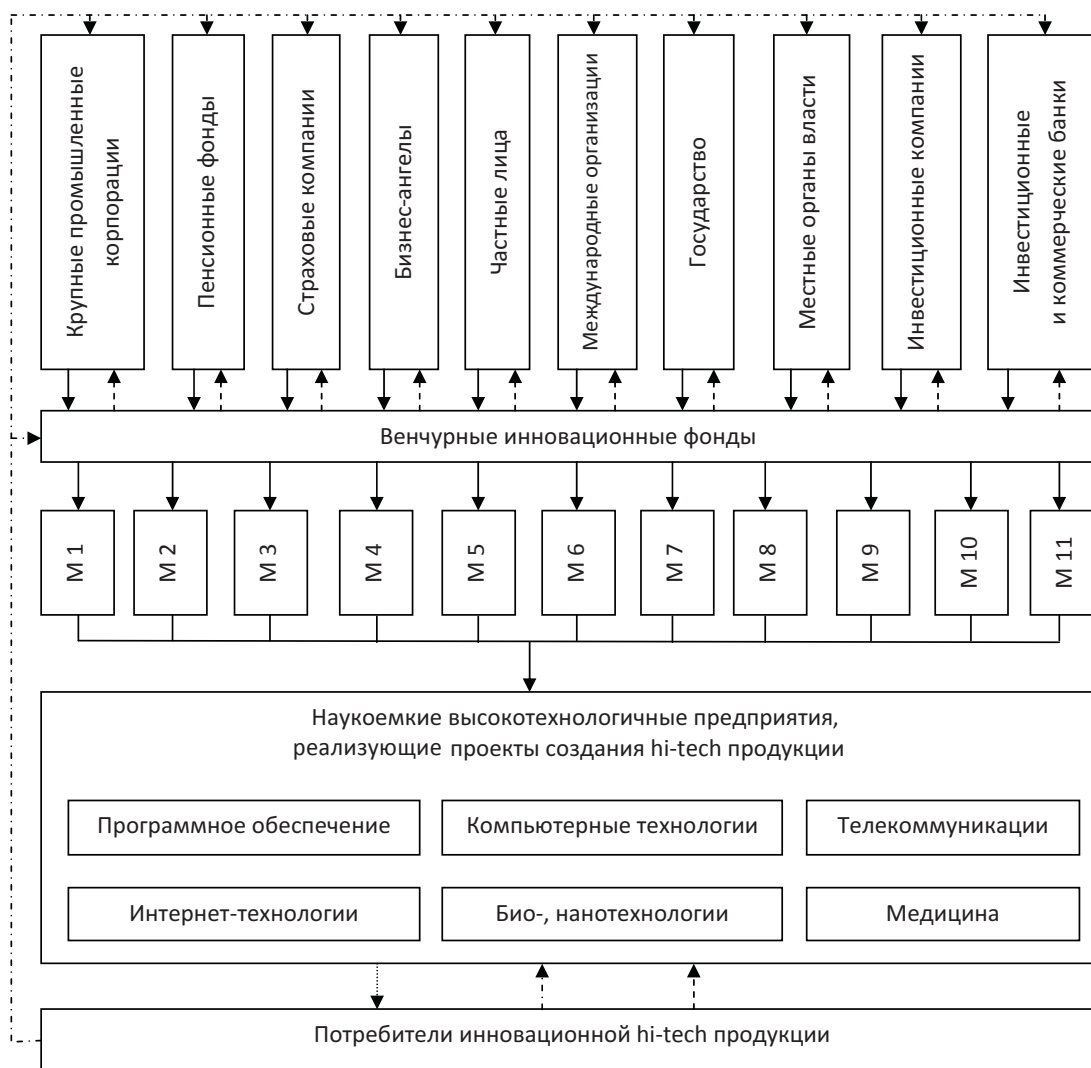 Крупные промышленные
корпорации
Пенсионные фонды
Страховые компании
Бизнес-ангелы
Частные лица
Международные организации
Государство
Местные органы власти
Инвестиционные компании
Инвестиционные
и коммерческие банки
Венчурные инновационные фонды
М 1
М 2
М 3
М 4
М 5
М 6
М 7
М 8
М 9
М 10
М 11
Наукоемкие высокотехнологичные предприятия,
реализующие проекты создания hi-tech продукции
Программное обеспечение
Компьютерные технологии
Телекоммуникации
Интернет-технологии
Био-, нанотехнологии
Медицина
Потребители инновационной hi-tech продукции